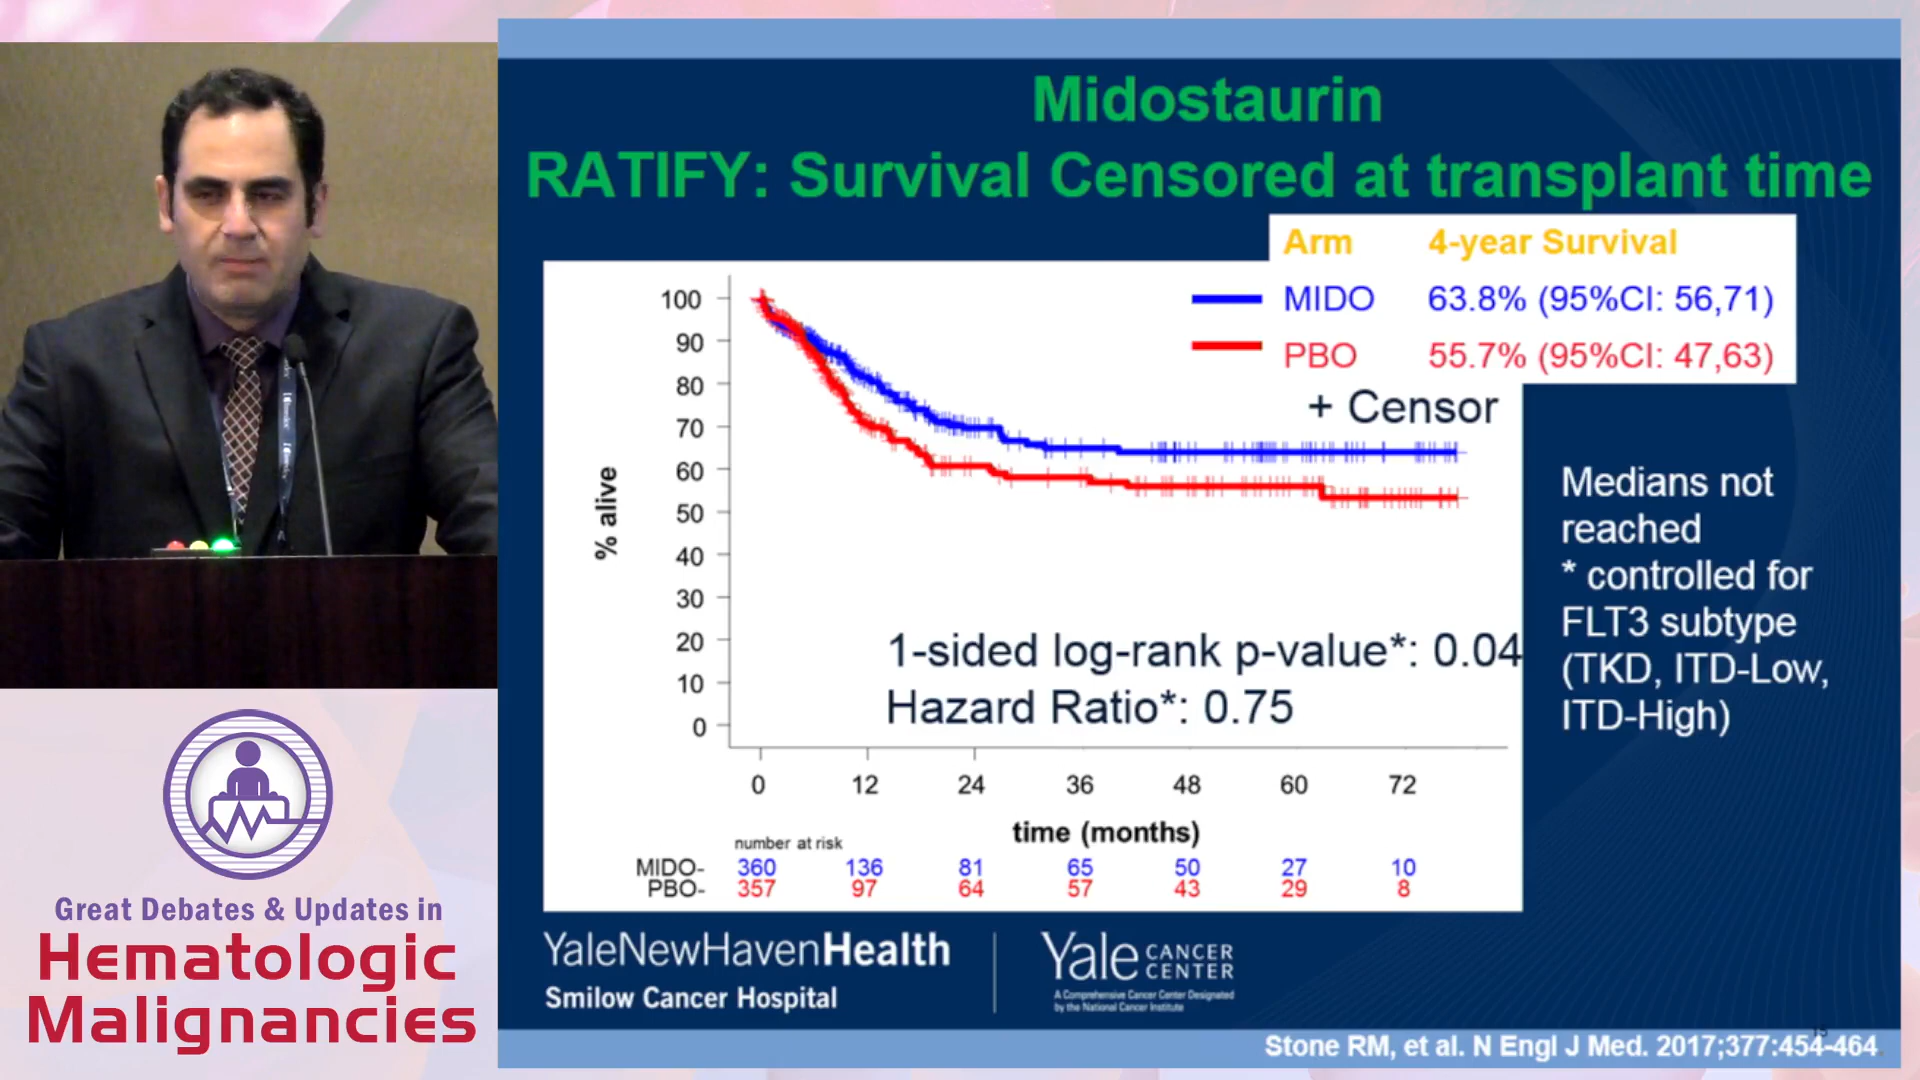 Midostaurin
RATIFY: Survival Censored at transplant time
Arm 4-year Survival
MIDO 63.8% (95%CI: 56,71)
PBO 55.7% (95%CI: 47,63)
+ Censor
100
90
80
70
60
50
40
30
20
10
0
% alive
1-sided log-rank p-value*: 0.04
Hazard Ratio*: 0.75
0 12 24 36 48 60 72
time (months)
number at risk
MIDO- 360 136 81 65 50 27 10
PBO- 357 97 64 57 43 29 8
Medians not
reached
* controlled for
FLT3 subtype
(TKD, ITD-Low,
ITD-High)
YaleNewHavenHealth
Smilow Cancer Hospital
Yale CANCER
CENTER
A Comprehensive Cancer Center Designated
by the National Cancer Institute
15
Stone RM, et al. N Engl J Med. 2017;377:454-464.
Great Debates & Updates in
Hematologic
Malignancies